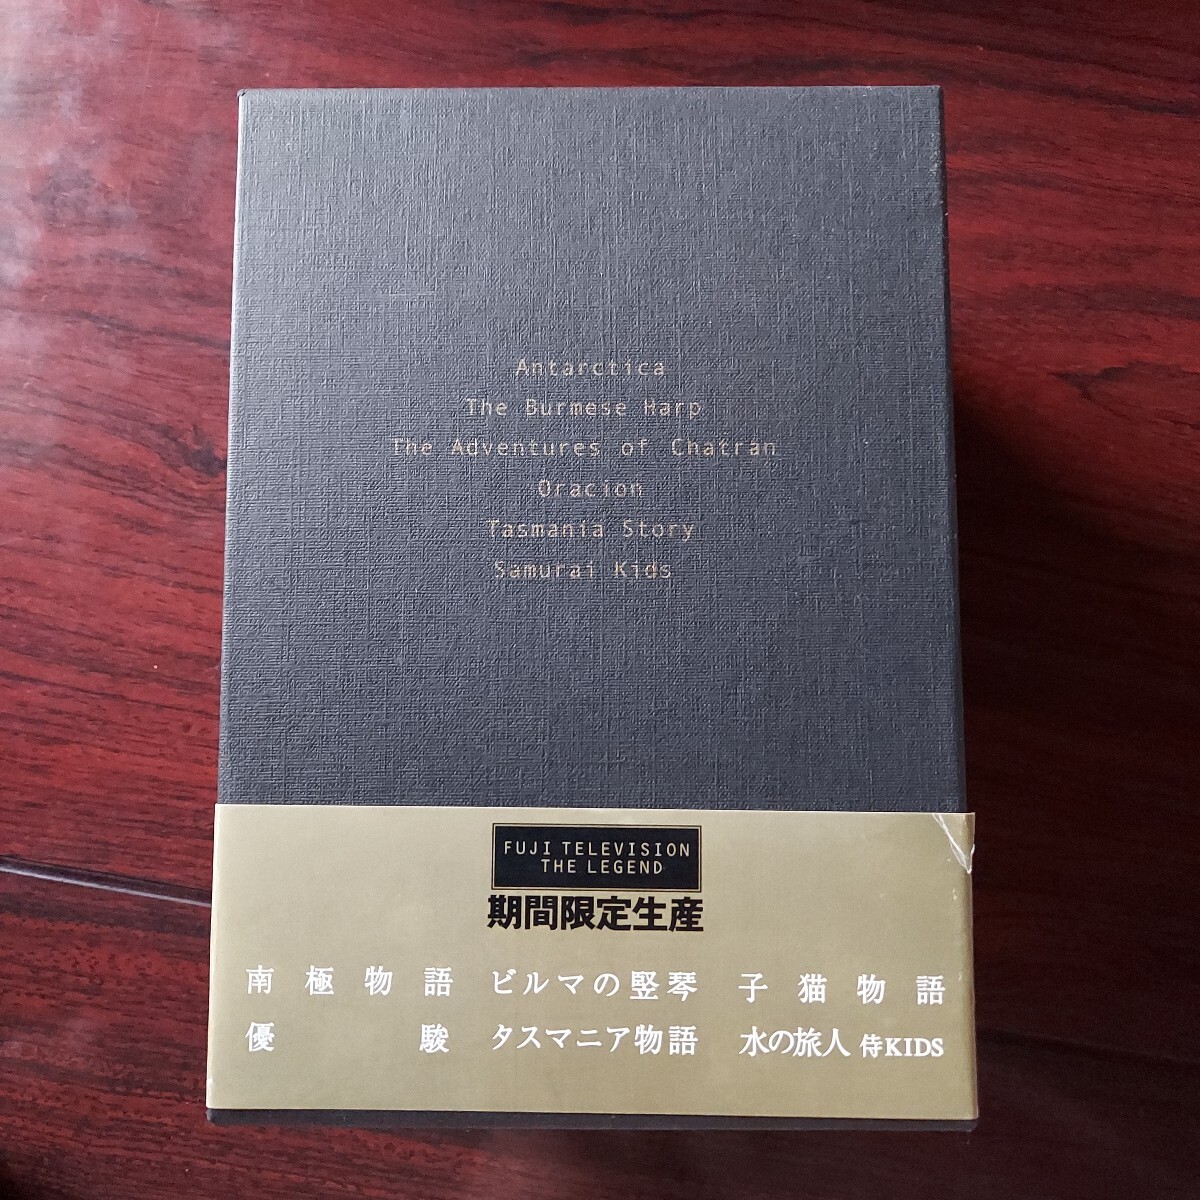 Antarctica
The Burmese Harp
The Adventures of Chatran
Oracion
Tasmania Story
Samurai Kids
FUJI TELEVISION
THE LEGEND
期間限定生産
南極物語 ビルマの竪琴 子猫物語
優駿 タスマニア物語 水の旅人 侍KIDS